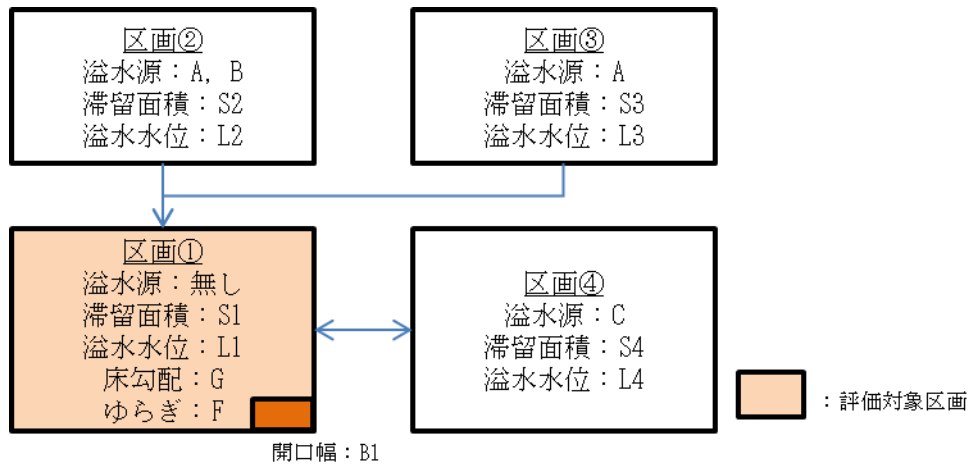 区画②
溢水源：A, B
滞留面積：S2
溢水水位：L2
区画③
溢水源：A
滞留面積：S3
溢水水位：L3
区画①
溢水源：無し
滞留面積：S1
溢水水位：L1
床勾配：G
ゆらぎ：F
区画④
溢水源：C
滞留面積：S4
溢水水位：L4
：評価対象区画
開口幅：B1